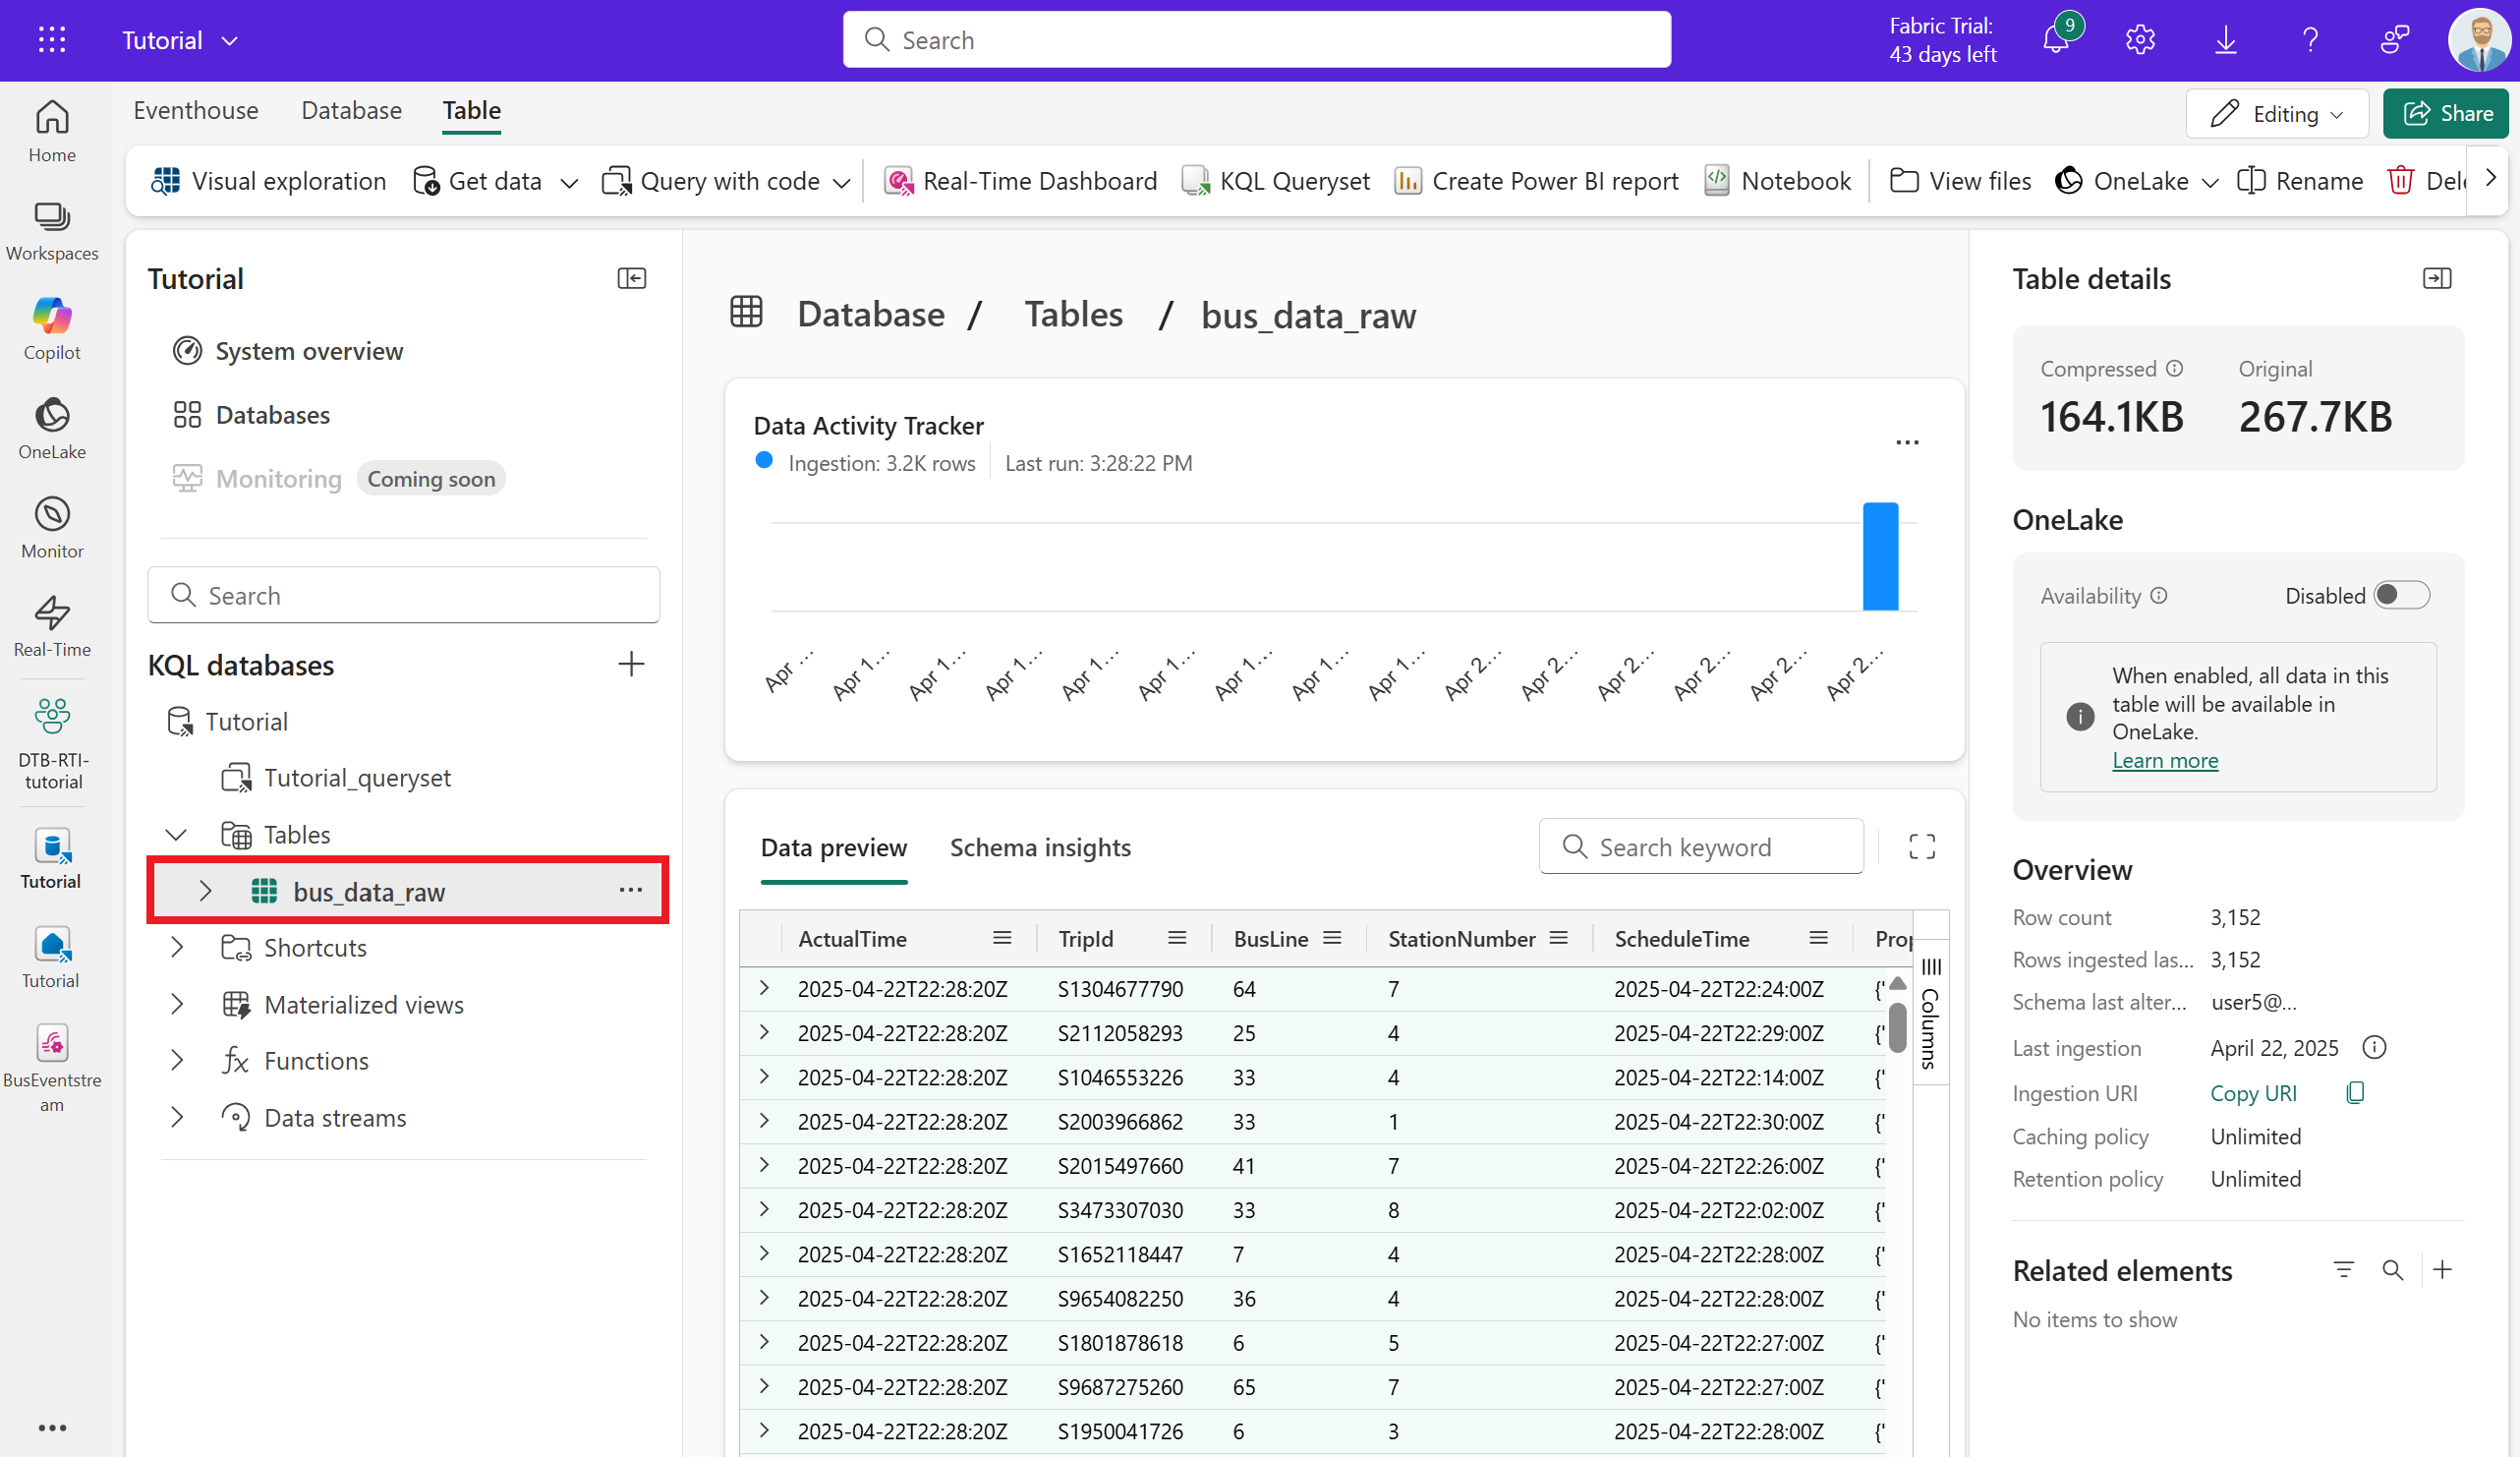 Tutorial
Search
Fabric Trial:
43 days left
9
Home
Workspaces
Copilot
OneLake
Monitor
Real-Time
DTB-RTI-
tutorial
Tutorial
Tutorial
BusEventstre
am
Eventhouse Database Table
Editing
Share
Visual exploration Get data Query with code Real-Time Dashboard KQL Queryset Create Power BI report Notebook View files OneLake Rename
Tutorial
System overview
Databases
Monitoring Coming soon
Search
KQL databases
Tutorial
Tutorial_queryset
Tables
bus_data_raw
Shortcuts
Materialized views
Functions
Data streams
Database / Tables / bus_data_raw
Data Activity Tracker
Ingestion: 3.2K rows Last run: 3:28:22 PM
Apr ... Apr 1... Apr 1... Apr 1... Apr 1... Apr 1... Apr 1... Apr 1... Apr 1... Apr 2... Apr 2... Apr 2... Apr 2... Apr 2... Apr 2...
Data preview Schema insights Search keyword
ActualTime TripId BusLine StationNumber ScheduleTime
2025-04-22T22:28:20Z S1304677790 64 7 2025-04-22T22:24:00Z {'
2025-04-22T22:28:20Z S2112058293 25 4 2025-04-22T22:29:00Z {'
2025-04-22T22:28:20Z S1046553226 33 4 2025-04-22T22:14:00Z {'
2025-04-22T22:28:20Z S2003966862 33 1 2025-04-22T22:30:00Z {'
2025-04-22T22:28:20Z S2015497660 41 7 2025-04-22T22:26:00Z {'
2025-04-22T22:28:20Z S3473307030 33 8 2025-04-22T22:02:00Z {'
2025-04-22T22:28:20Z S1652118447 7 4 2025-04-22T22:28:00Z {'
2025-04-22T22:28:20Z S9654082250 36 4 2025-04-22T22:28:00Z {'
2025-04-22T22:28:20Z S1801878618 6 5 2025-04-22T22:27:00Z {'
2025-04-22T22:28:20Z S9687275260 65 7 2025-04-22T22:27:00Z {'
2025-04-22T22:28:20Z S1950041726 6 3 2025-04-22T22:28:00Z {'
Columns
Table details
Compressed Original
164.1KB 267.7KB
OneLake
Availability Disabled
When enabled, all data in this
table will be available in
OneLake.
Learn more
Overview
Row count 3,152
Rows ingested las... 3,152
Schema last alter... user5@...
Last ingestion April 22, 2025
Ingestion URI Copy URI
Caching policy Unlimited
Retention policy Unlimited
Related elements
No items to show